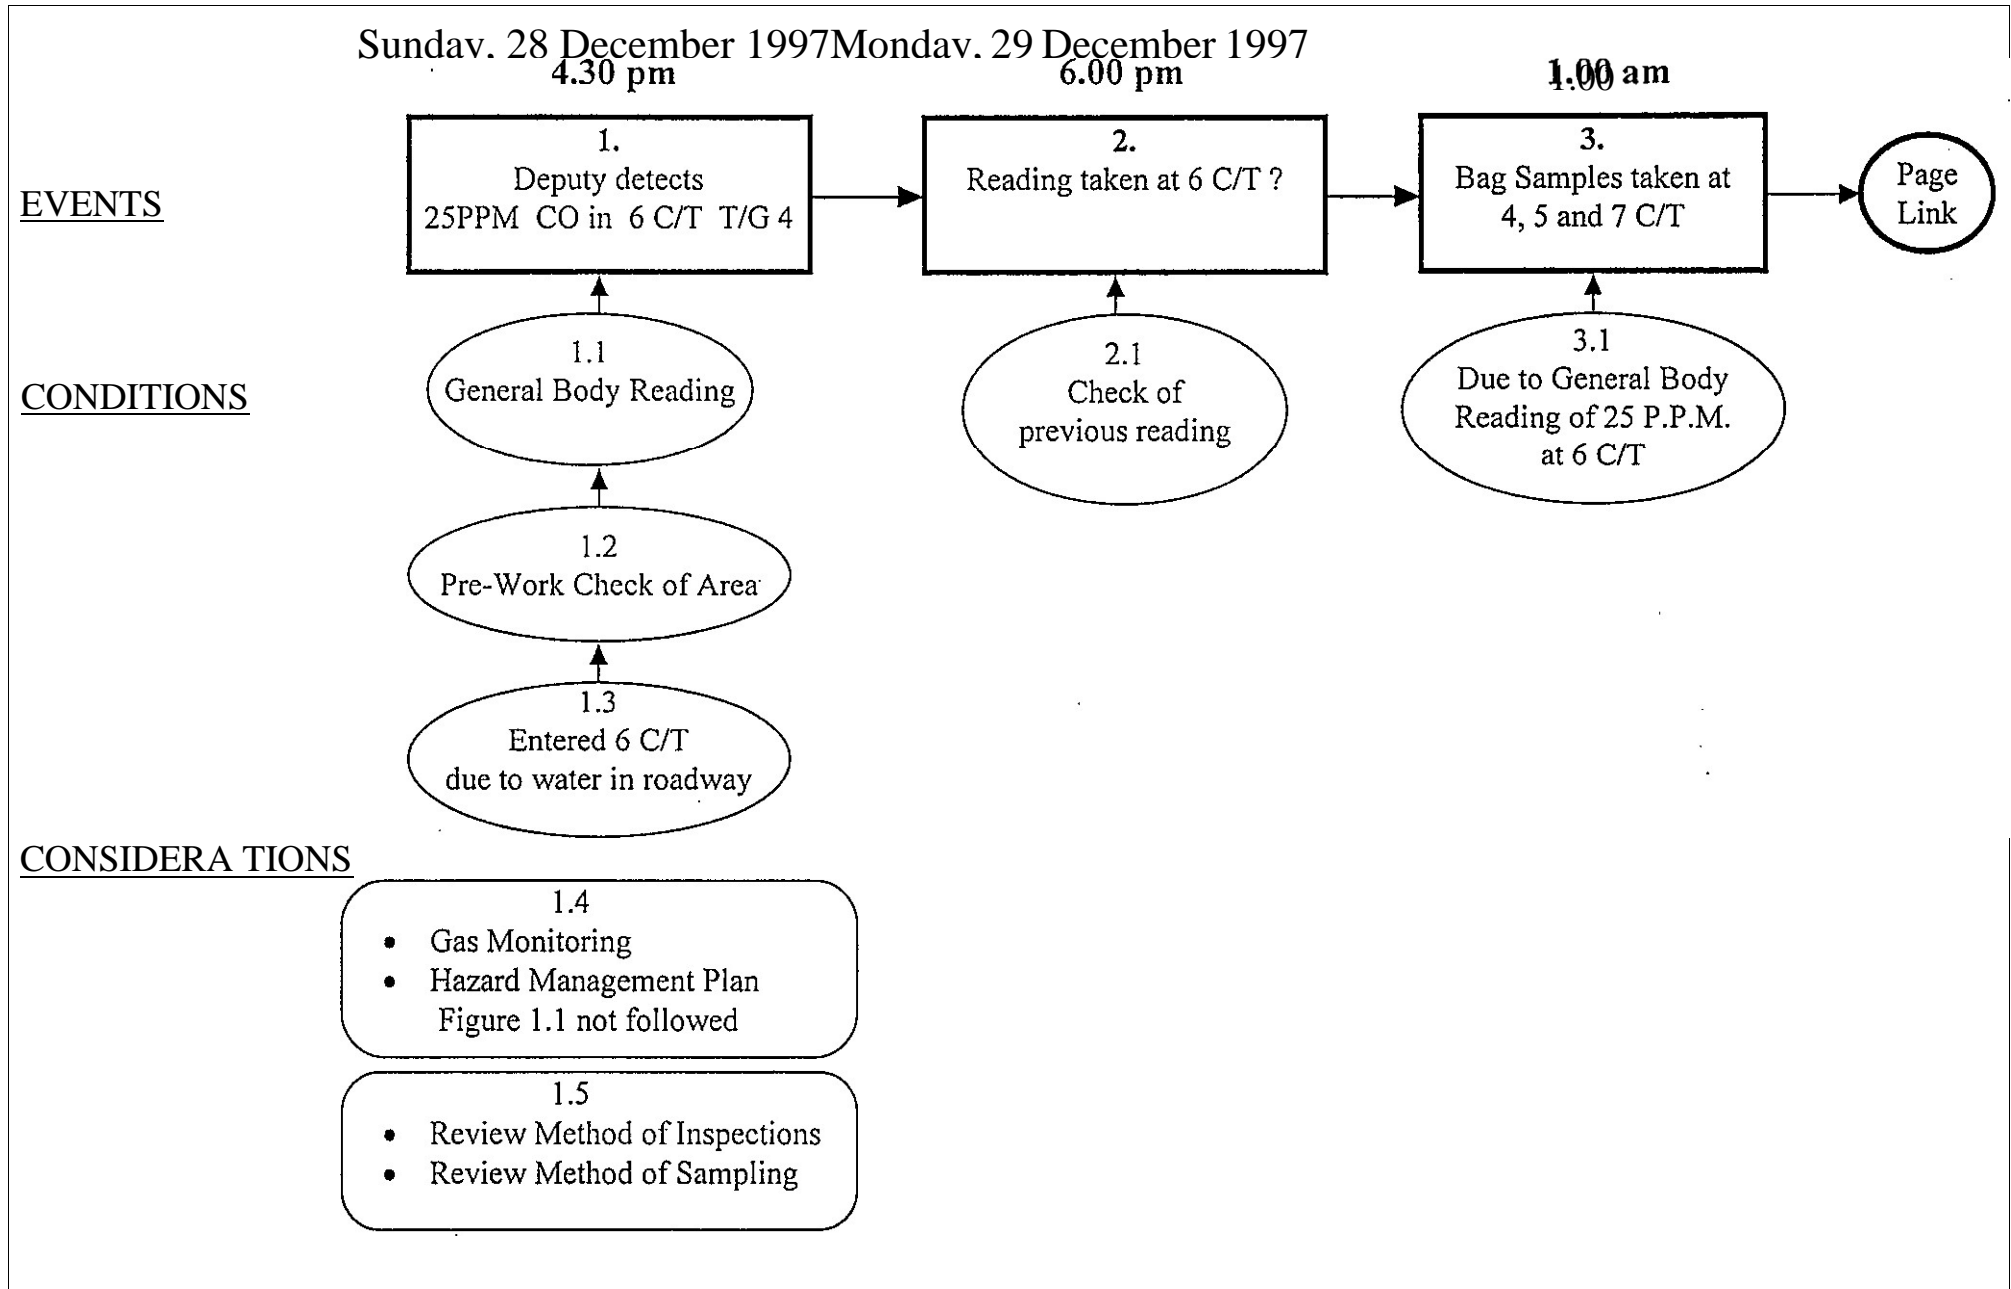 Sunday, 28 December 1997Monday, 29 December 1997
4.30 pm 6.00 pm 1.00 am
EVENTS
1.
Deputy detects
25PPM CO in 6 C/T T/G 4
2.
Reading taken at 6 C/T ?
3.
Bag Samples taken at
4, 5 and 7 C/T
Page
Link
CONDITIONS
1.1
General Body Reading
2.1
Check of
previous reading
3.1
Due to General Body
Reading of 25 P.P.M.
at 6 C/T
1.2
Pre-Work Check of Area
1.3
Entered 6 C/T
due to water in roadway
CONSIDERA TIONS
1.4
• Gas Monitoring
• Hazard Management Plan
Figure 1.1 not followed
1.5
• Review Method of Inspections
• Review Method of Sampling